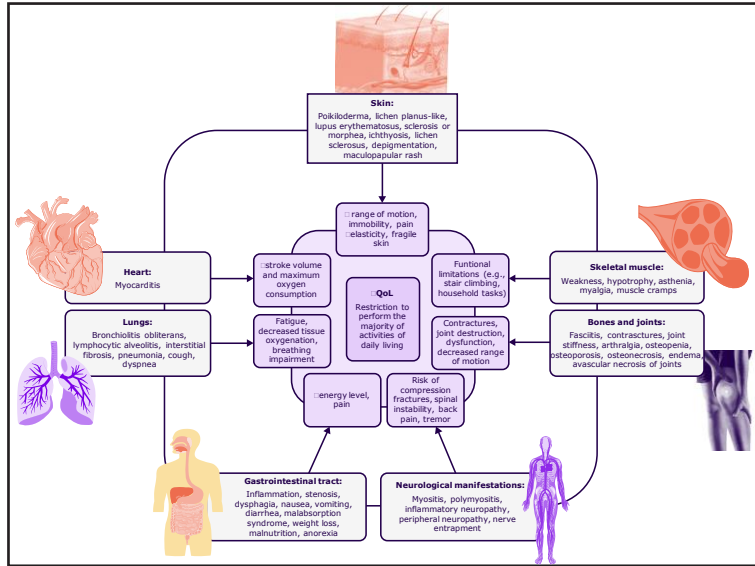 Skin:
Poikiloderma, lichen planus-like,
lupus erythematosus, sclerosis or
morphea, ichthyosis, lichen
sclerosus, depigmentation,
maculopapular rash
□range of motion,
immobility, pain
□elasticity, fragile
skin
Heart:
Myocarditis
□stroke volume
and maximum
oxygen
consumption
□QoL
Restriction to
perform the
majority of
activities of
daily living
Funtional
limitations (e.g.,
stair climbing,
household tasks)
Skeletal muscle:
Weakness, hypotrophy, asthenia,
myalgia, muscle cramps
Lungs:
Bronchiolitis obliterans,
lymphocytic alveolitis, interstitial
fibrosis, pneumonia, cough,
dyspnea
Fatigue,
decreased tissue
oxygenation,
breathing
impairment
Contractures,
joint destruction,
dysfunction,
decreased range
of motion
Bones and joints:
Fasciitis, contrasctures, joint
stiffness, arthralgia, osteopenia,
osteoporosis, osteonecrosis, endema,
avascular necrosis of joints
□energy level,
pain
Risk of
compression
fractures, spinal
instability, back
pain, tremor
Gastrointestinal tract:
Inflammation, stenosis,
dysphagia, nausea, vomiting,
diarrhea, malabsorption
syndrome, weight loss,
malnutrition, anorexia
Neurological manifestations:
Myositis, polymyositis,
inflammatory neuropathy,
peripheral neuropathy, nerve
entrapment